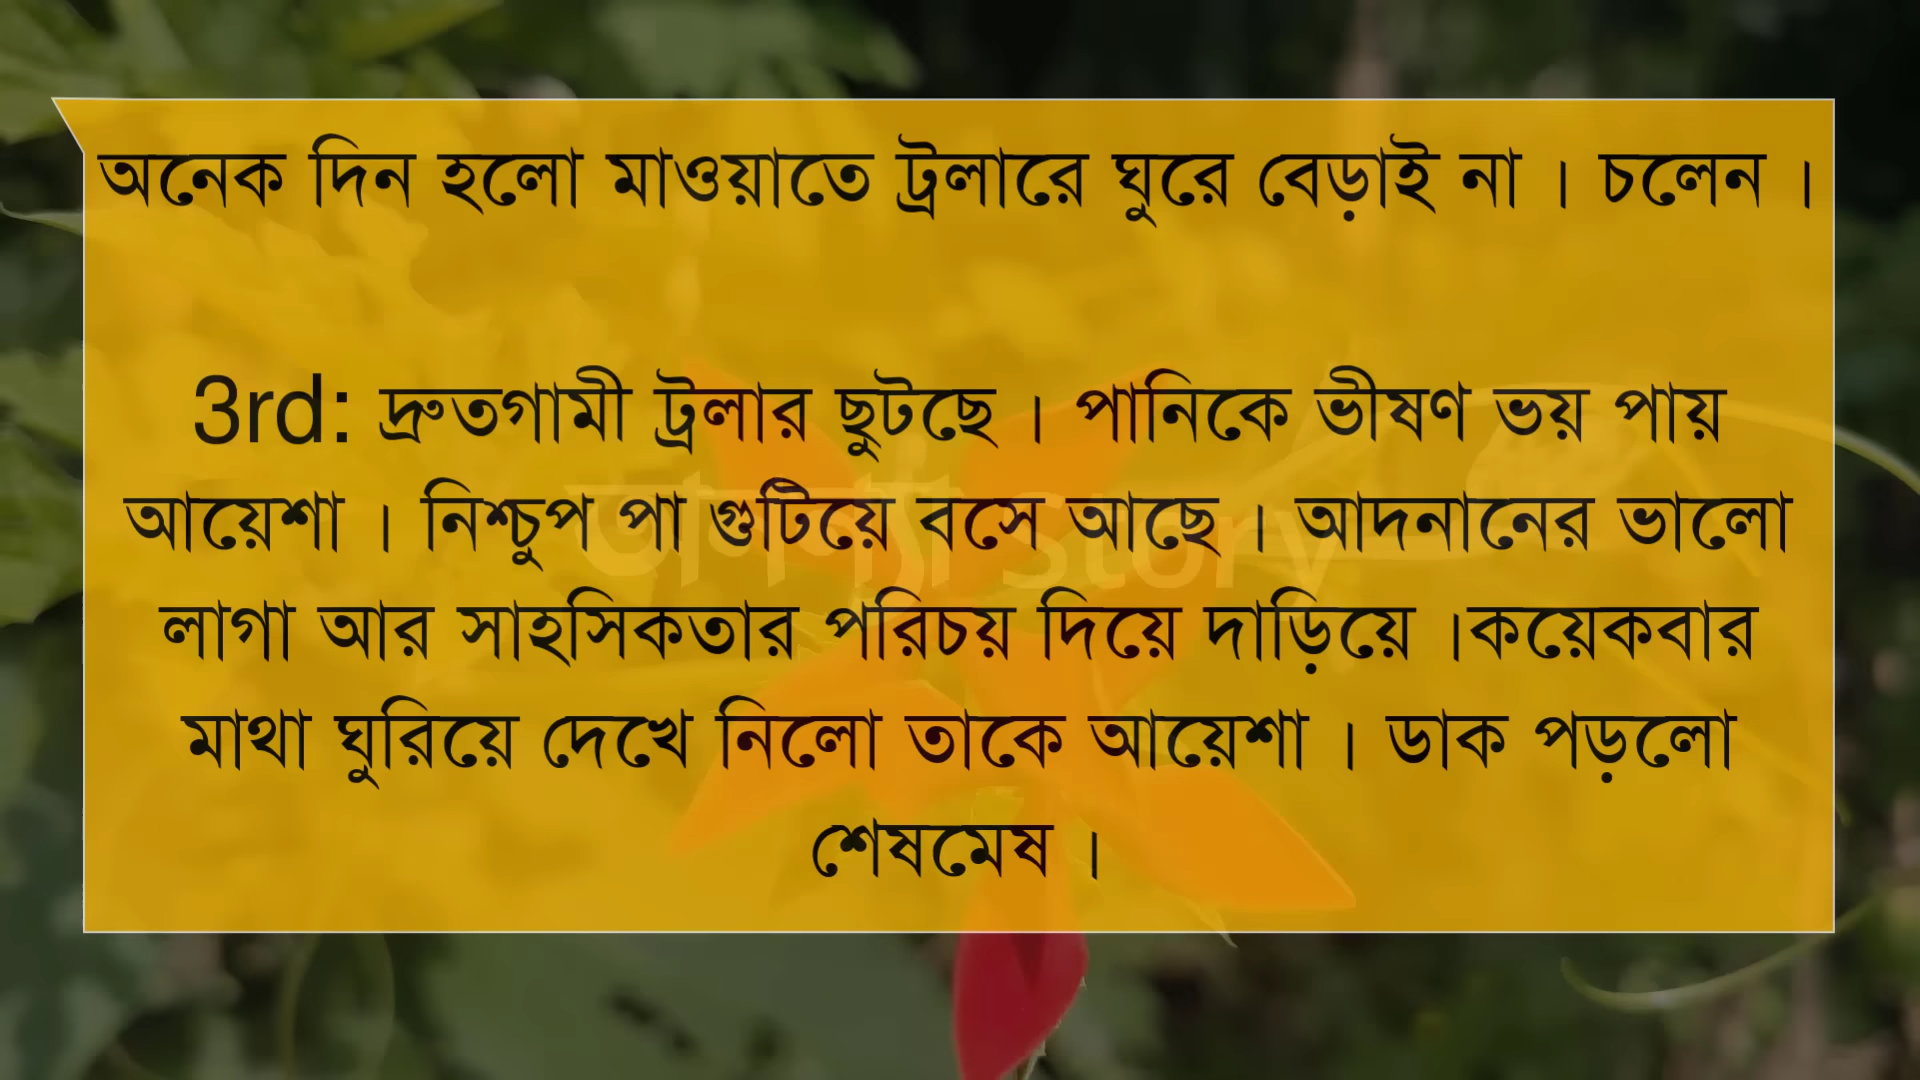 অনেক দিন হলো মাওয়াতে ট্রলারে ঘুরে বেড়াই না । চলেন ।
3rd: দ্রুতগামী ট্রলার ছুটছে । পানিকে ভীষণ ভয় পায়
আয়েশা । নিশ্চুপ পা গুটিয়ে বসে আছে । আদনানের ভালো
লাগা আর সাহসিকতার পরিচয় দিয়ে দাড়িয়ে ।কয়েকবার
মাথা ঘুরিয়ে দেখে নিলো তাকে আয়েশা । ডাক পড়লো
শেষমেষ ।
Story